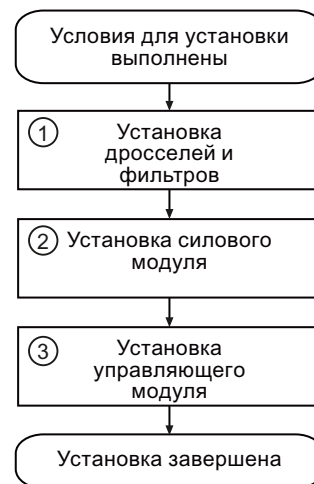 Условия для установки
выполнены
1 Установка
дросселей и
фильтров
2 Установка силового
модуля
3 Установка
управляющего
модуля
Установка завершена